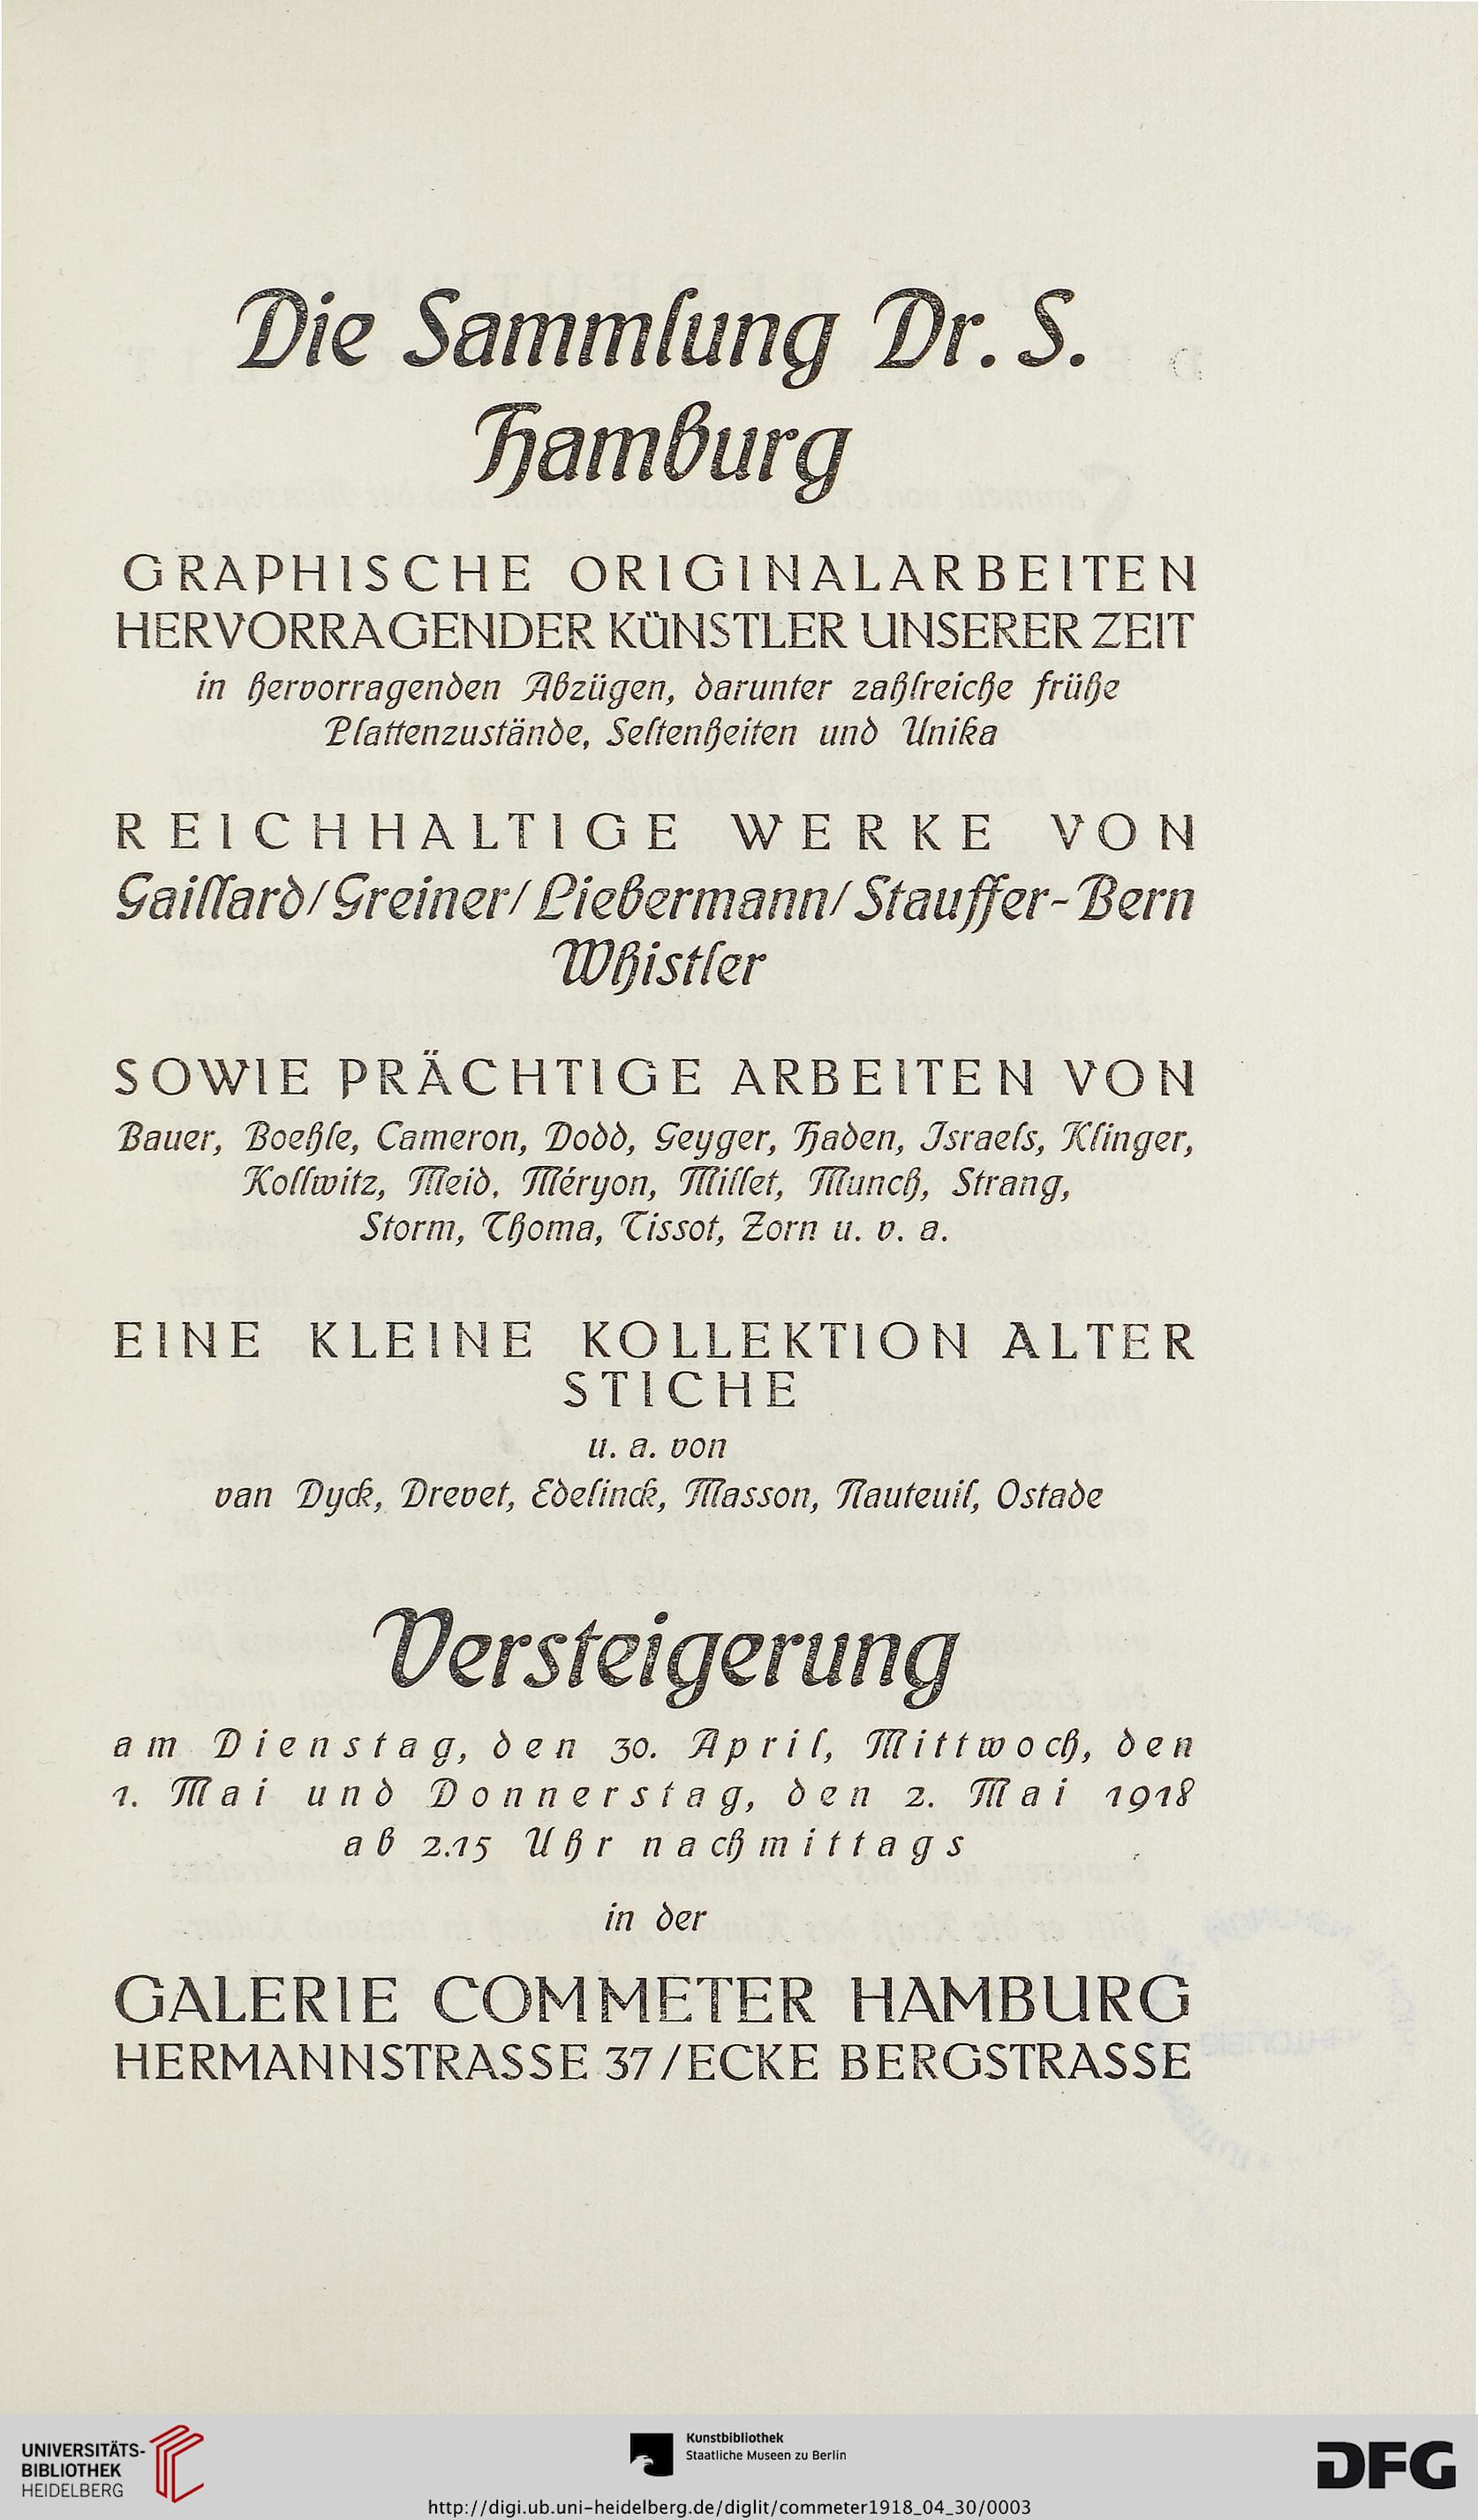 Die Sammlung Dr. S.
Hamburg
GRAPHISCHE ORIGINALARBEITEN
HERVORRAGENDER KÜNSTLER UNSERER ZEIT
in hervorragenden Abzügen, darunter zahlreiche frühe
Plattenzustände, Seltenheiten und Unika
REICHHALTIGE WERKE VON
Gaillard/Greiner/Liebermann/Stauffer-Bern
Whistler
SOWIE PRÄCHTIGE ARBEITEN VON
Bauer, Boehle, Cameron, Dodd, Geyger, Haden, Israels, Klinger,
Kollwitz, Meid, Méryon, Millet, Munch, Strang,
Storm, Thoma, Tissot, Zorn u. v. a.
EINE KLEINE KOLLEKTION ALTER
STICHE
u. a. von
van Dyck, Drevet, Edelinck, Masson, Nauteuil, Ostade
Versteigerung
am Dienstag, den 30. April, Mittwoch, den
1. Mai und Donnerstag, den 2. Mai 1918
ab 2.15 Uhr nachmittags
in der
GALERIE COMMETER HAMBURG
HERMANNSTRASSE 37/ECKE BERGSTRASSE
UNIVERSITÄTS-
BIBLIOTHEK
HEIDELBERG
Kunstbibliothek
Staatliche Museen zu Berlin
DFG
http://digi.ub.uni-heidelberg.de/diglit/commeter1918_04_30/0003